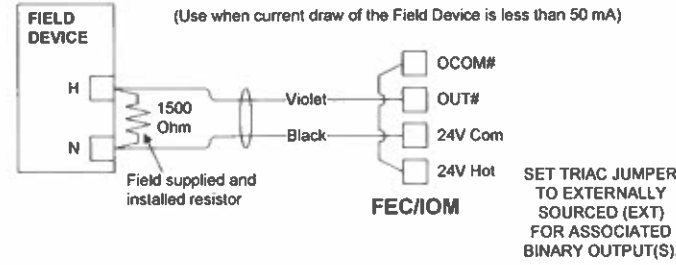 FIELD
DEVICE
(Use when current draw of the Field Device is less than 50 mA)
OCOM#
H
1500
Ohm
Violet
OUT#
Black
24V Com
N
24V Hot
Field supplied and
installed resistor
FEC/IOM
SET TRIAC JUMPER
TO EXTERNALLY
SOURCED (EXT)
FOR ASSOCIATED
BINARY OUTPUT(S).